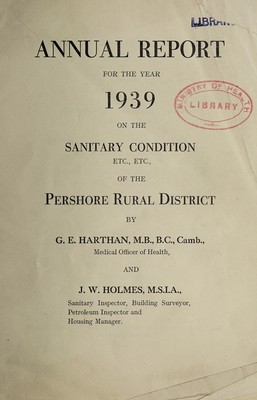 LIBRAR
ANNUAL REPORT
FOR THE YEAR
1939
MINISTRY OF HEALTH
LIBRARY
ON THE
SANITARY CONDITION
ETC., ETC.,
OF THE
PERSHORE RURAL DISTRICT
BY
G. E. HARTHAN, M.B., B.C., Camb.,
Medical Officer of Health,
AND
J. W. HOLMES, M.S.I.A.,
Sanitary Inspector, Building Surveyor,
Petroleum Inspector and
Housing Manager.